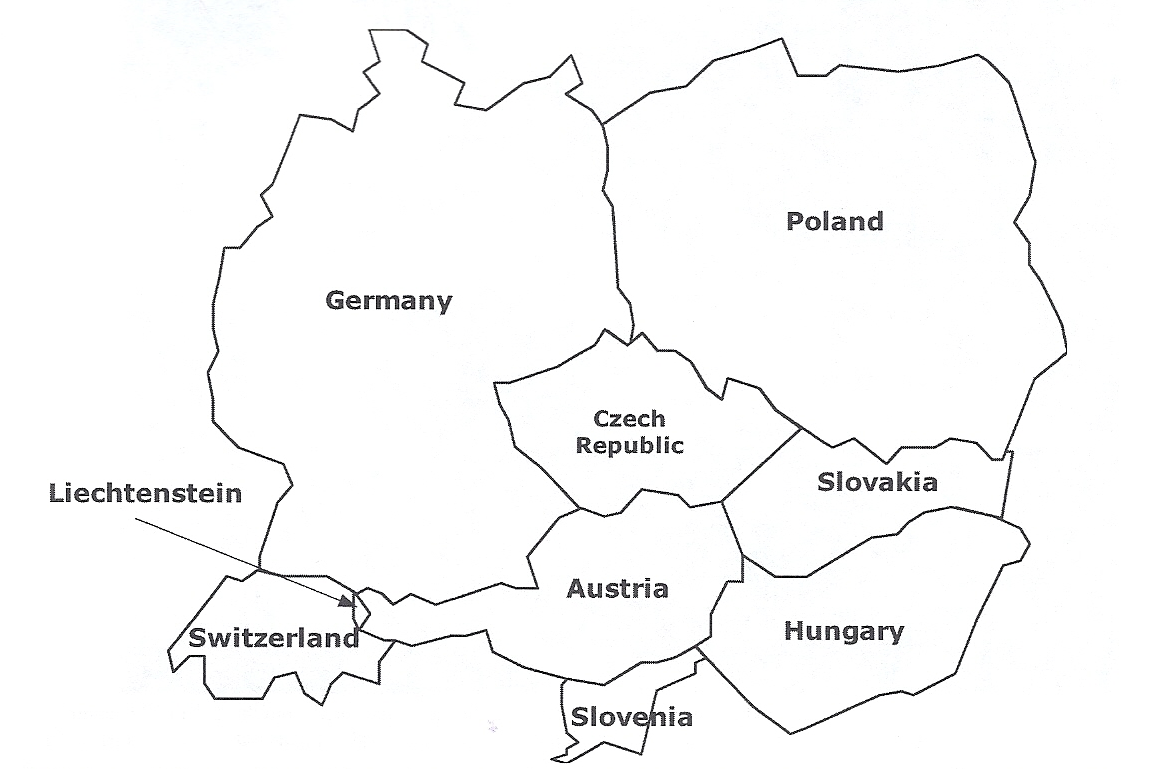 Poland
Germany
Czech
Republic
Slovakia
Liechtenstein
Austria
Hungary
Switzerland
Slovenia